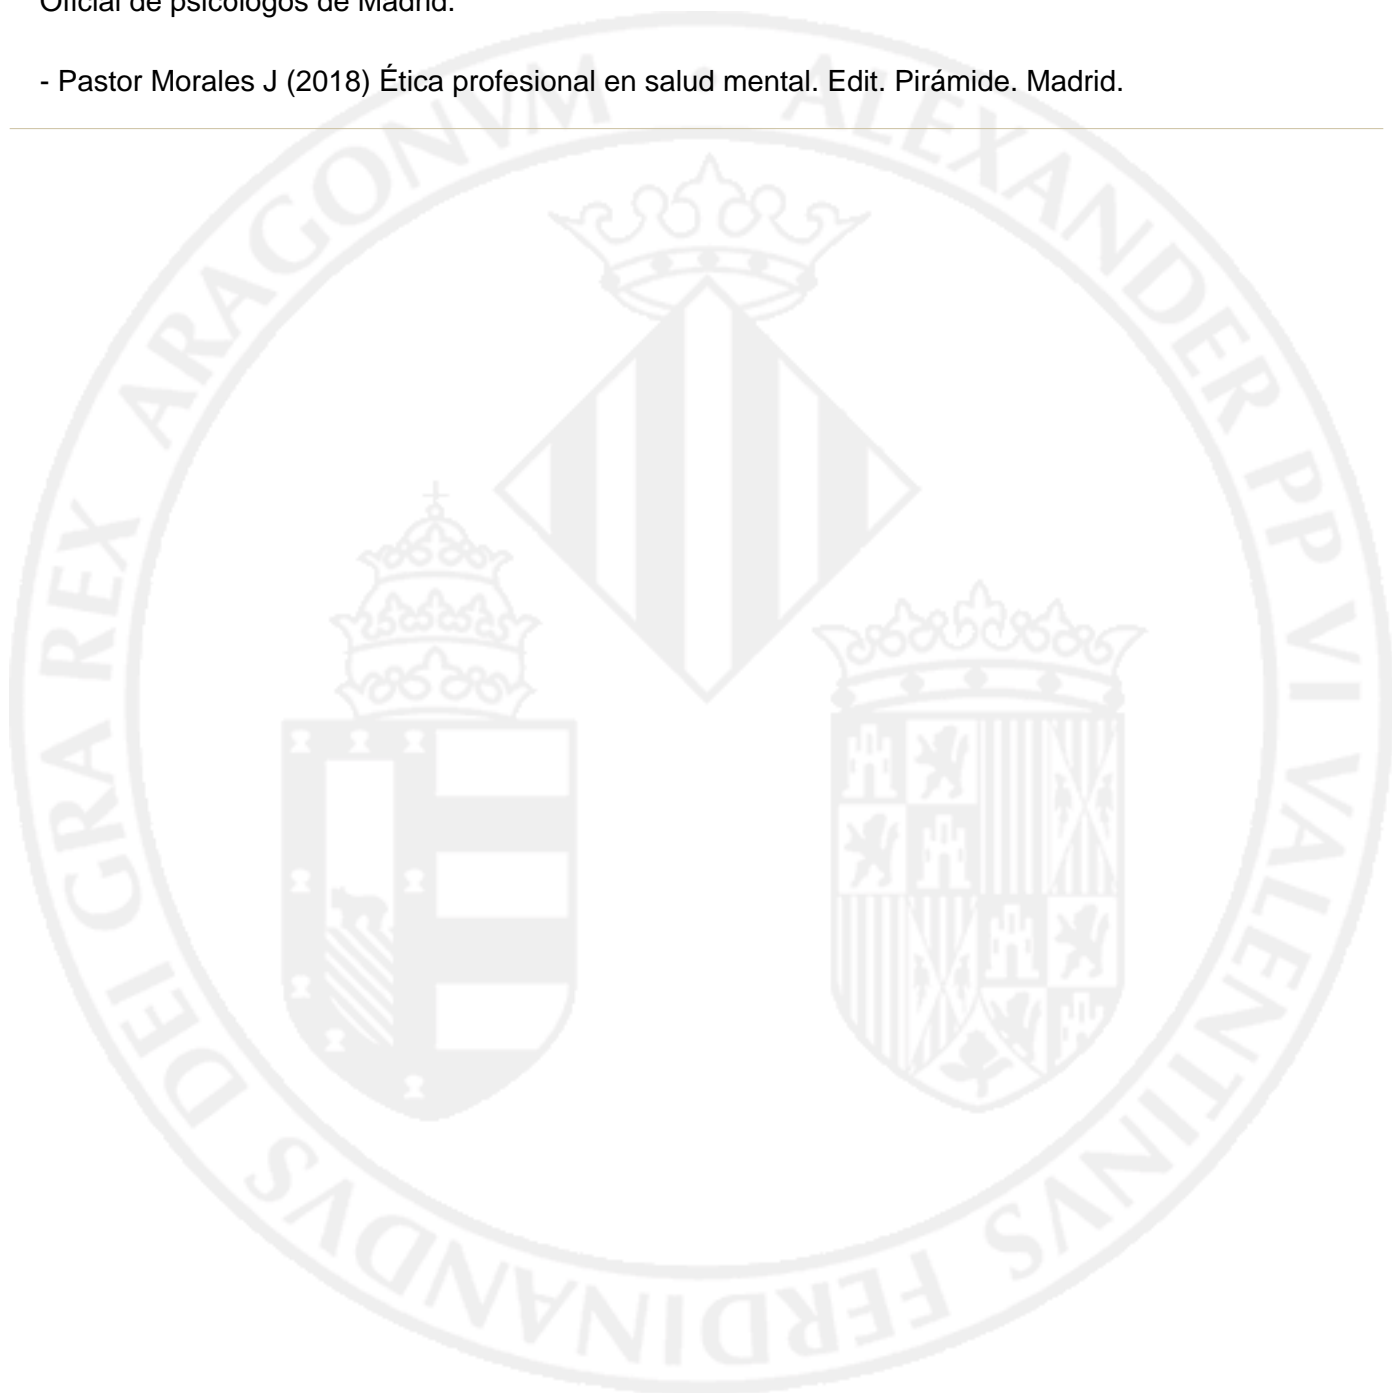 Oficial de psicólogos de Madrid.
- Pastor Morales J (2018) Ética profesional en salud mental. Edit. Pirámide. Madrid.
ALEXANDER PP VI VALENTINVS FERDINANDVS DEI GRA REX ARAGONVM